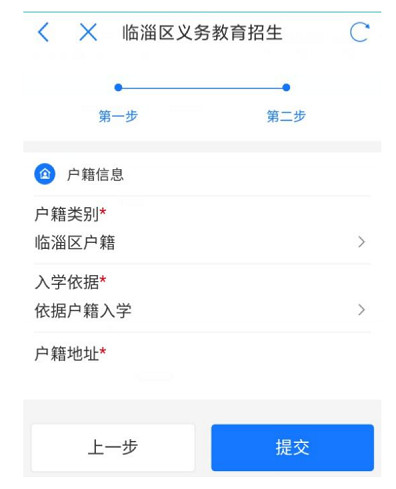 临淄区义务教育招生
第一步
第二步
户籍信息
户籍类别*
临淄区户籍
入学依据*
依据户籍入学
户籍地址*
上一步
提交